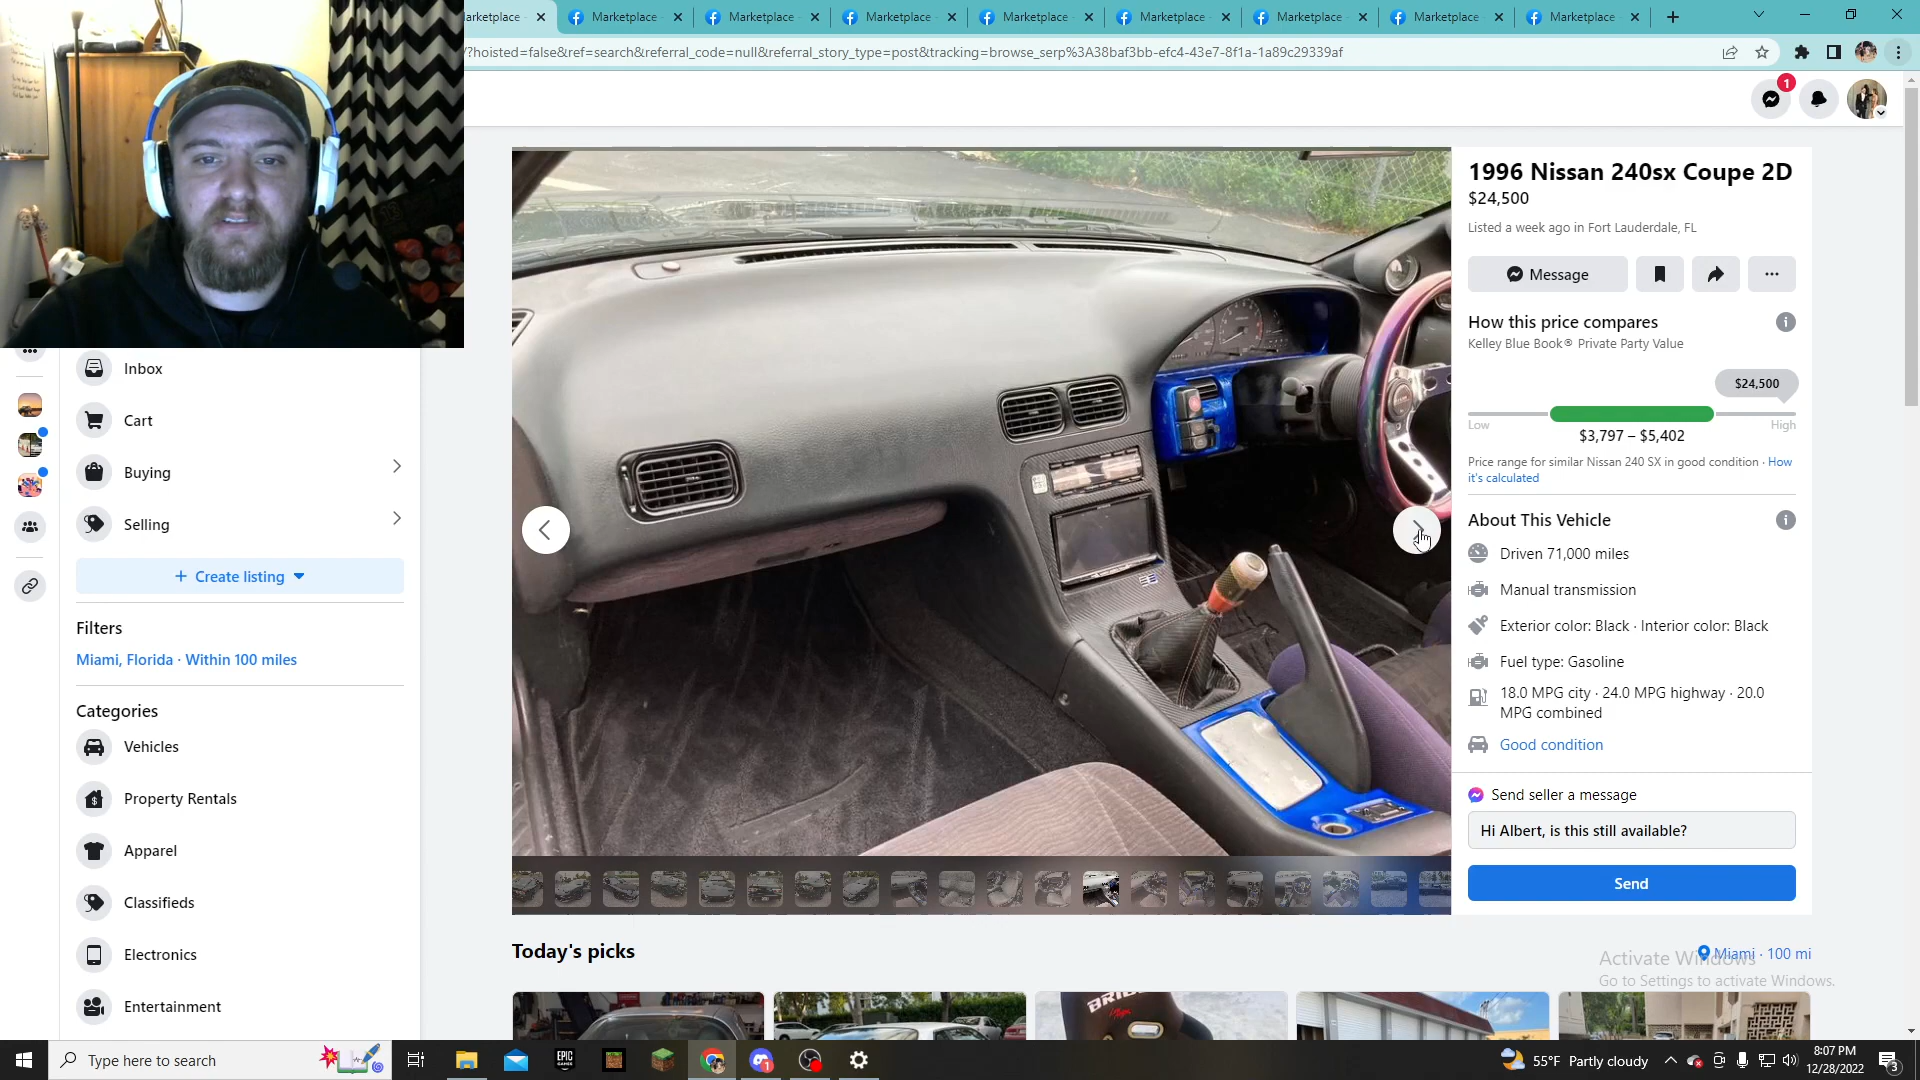 arketplace
Marketplace
Marketplace
Marketplace
Marketplace
Marketplace
Marketplace
Marketplace
Marketplace
/?hoisted=false&ref=search&referral_code=null&referral_story_type=post&tracking=browse_serp%3A38baf3bb-efc4-43e7-8f1a-1a89c29339af
1
Inbox
Cart
Buying
Selling
+ Create listing
Filters
Miami, Florida · Within 100 miles
Categories
Vehicles
Property Rentals
Apparel
Classifieds
Electronics
Entertainment
1996 Nissan 240sx Coupe 2D
$24,500
Listed a week ago in Fort Lauderdale, FL
Message
How this price compares
Kelley Blue Book® Private Party Value
$24,500
Low
High
$3,797 – $5,402
Price range for similar Nissan 240 SX in good condition · How
it's calculated
About This Vehicle
Driven 71,000 miles
Manual transmission
Exterior color: Black · Interior color: Black
Fuel type: Gasoline
18.0 MPG city · 24.0 MPG highway · 20.0
MPG combined
Good condition
Send seller a message
Hi Albert, is this still available?
Send
Today's picks
Miami · 100 mi
Activate Windows
Go to Settings to activate Windows.
BRI
Type here to search
EPIC
GAMES
1
55°F Partly cloudy
8:07 PM
12/28/2022
3